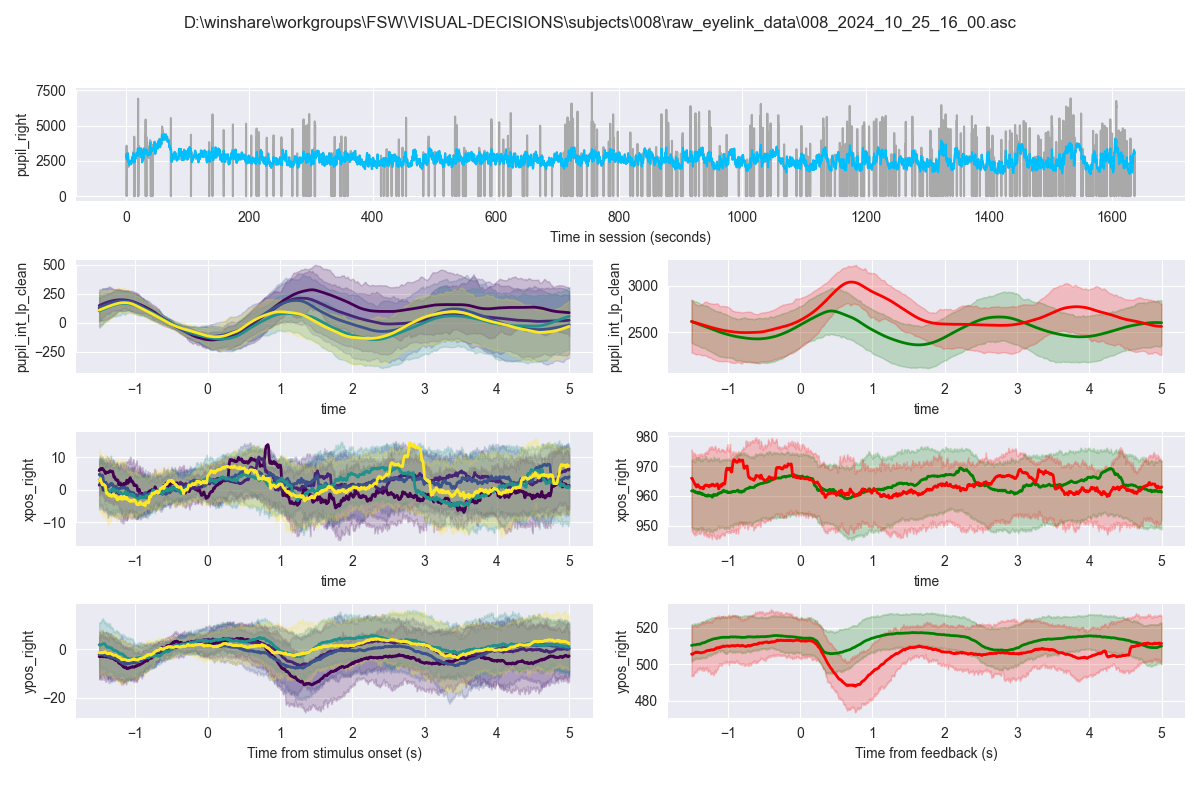 D:\winshare\workgroups\FSW\VISUAL-DECISIONS\subjects\008\raw_eyelink_data\008_2024_10_25_16_00.asc
pupil_right
7500
5000
2500
0
0 200 400 600 800 1000 1200 1400 1600
Time in session (seconds)
pupil_int_lp_clean
500
250
0
−250
−1 0 1 2 3 4 5
time
pupil_int_lp_clean
3000
2500
−1 0 1 2 3 4 5
time
xpos_right
10
0
−10
−1 0 1 2 3 4 5
time
xpos_right
980
970
960
950
−1 0 1 2 3 4 5
time
ypos_right
0
−20
−1 0 1 2 3 4 5
Time from stimulus onset (s)
ypos_right
520
500
480
−1 0 1 2 3 4 5
Time from feedback (s)